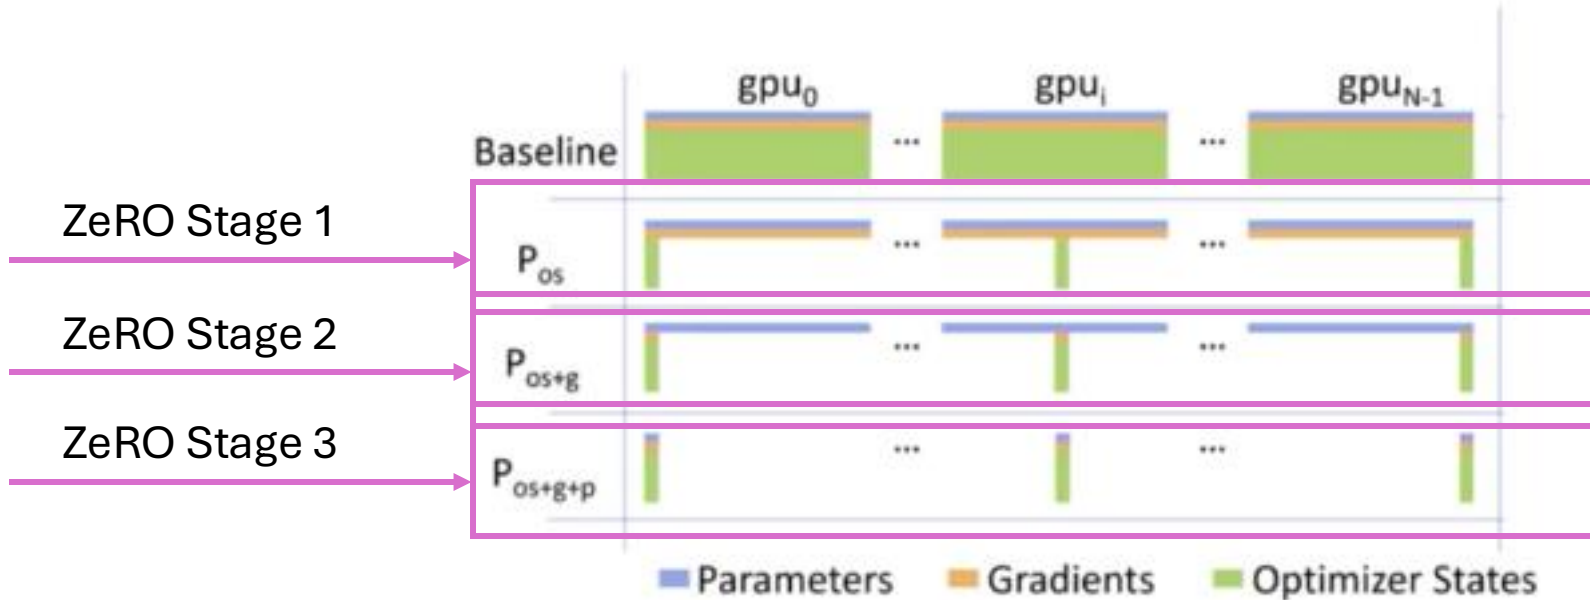 gpu0 gpui gpuN-1
Baseline ... ...
ZeRO Stage 1
Pos ... ...
ZeRO Stage 2
Pos+g ... ...
ZeRO Stage 3
Pos+g+p ... ...
Parameters Gradients Optimizer States